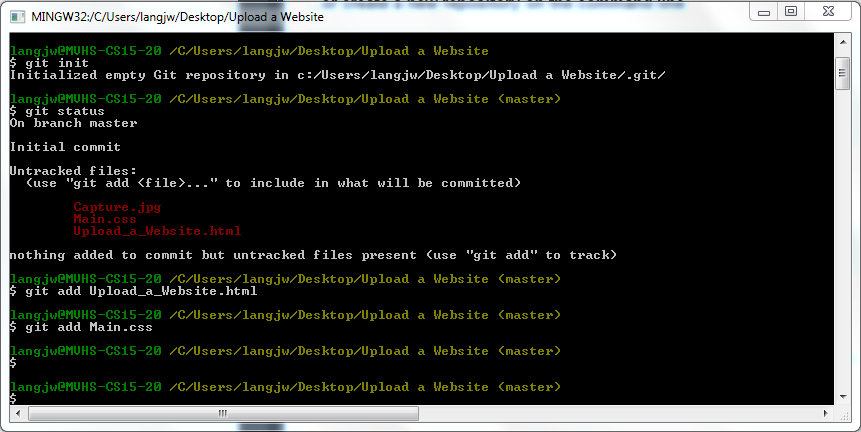 MINGW32:/C/Users/langjw/Desktop/Upload a Website
langjw@MVHS-CS15-20 /C/Users/langjw/Desktop/Upload a Website
$ git init
Initialized empty Git repository in c:/Users/langjw/Desktop/Upload a Website/.git/
langjw@MVHS-CS15-20 /C/Users/langjw/Desktop/Upload a Website (master)
$ git status
On branch master
Initial commit
Untracked files:
(use "git add <file>..." to include in what will be committed)
Capture.jpg
Main.css
Upload_a_Website.html
nothing added to commit but untracked files present (use "git add" to track)
langjw@MVHS-CS15-20 /C/Users/langjw/Desktop/Upload a Website (master)
$ git add Upload_a_Website.html
langjw@MVHS-CS15-20 /C/Users/langjw/Desktop/Upload a Website (master)
$ git add Main.css
langjw@MVHS-CS15-20 /C/Users/langjw/Desktop/Upload a Website (master)
$
langjw@MVHS-CS15-20 /C/Users/langjw/Desktop/Upload a Website (master)
$